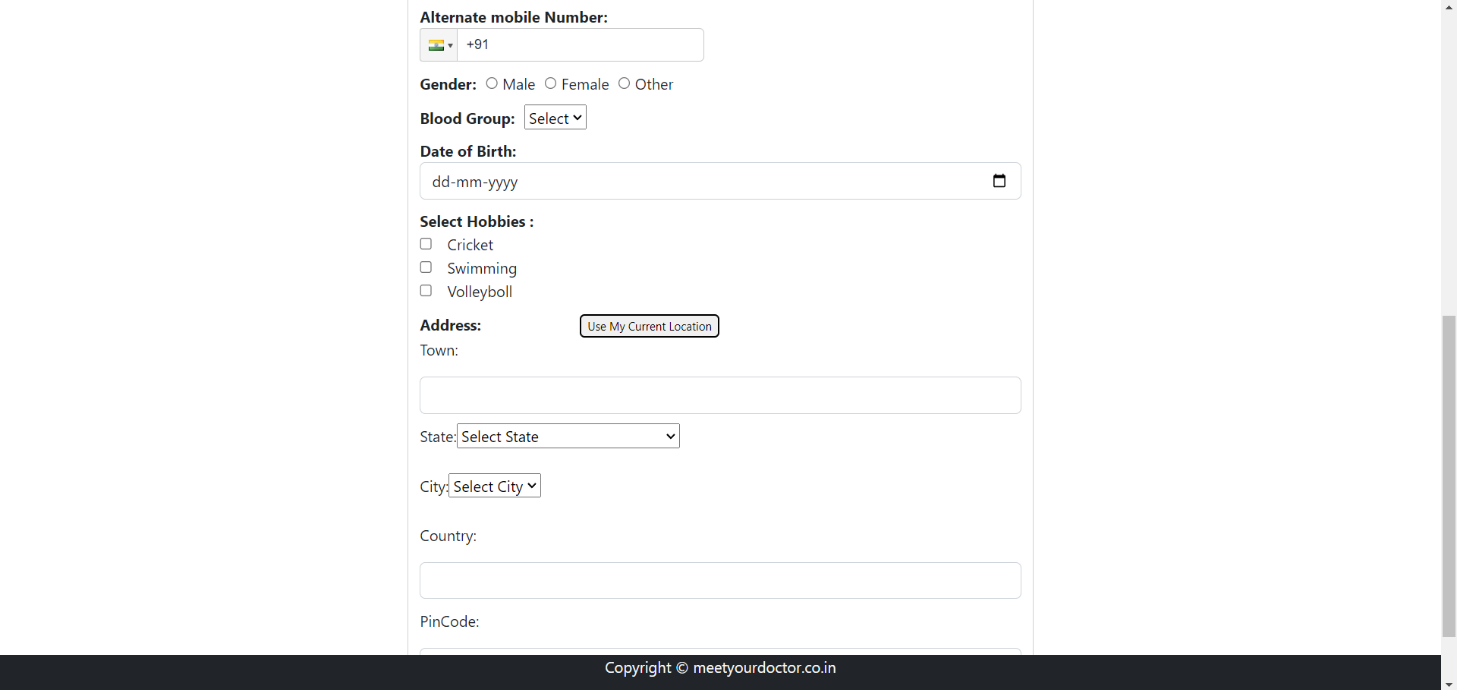 Alternate mobile Number:
+91
Gender: Male Female Other
Blood Group: Select
Date of Birth:
dd-mm-yyyy
Select Hobbies :
Cricket
Swimming
Volleyboll
Address: Use My Current Location
Town:
State: Select State
City: Select City
Country:
PinCode:
Copyright © meetyourdoctor.co.in